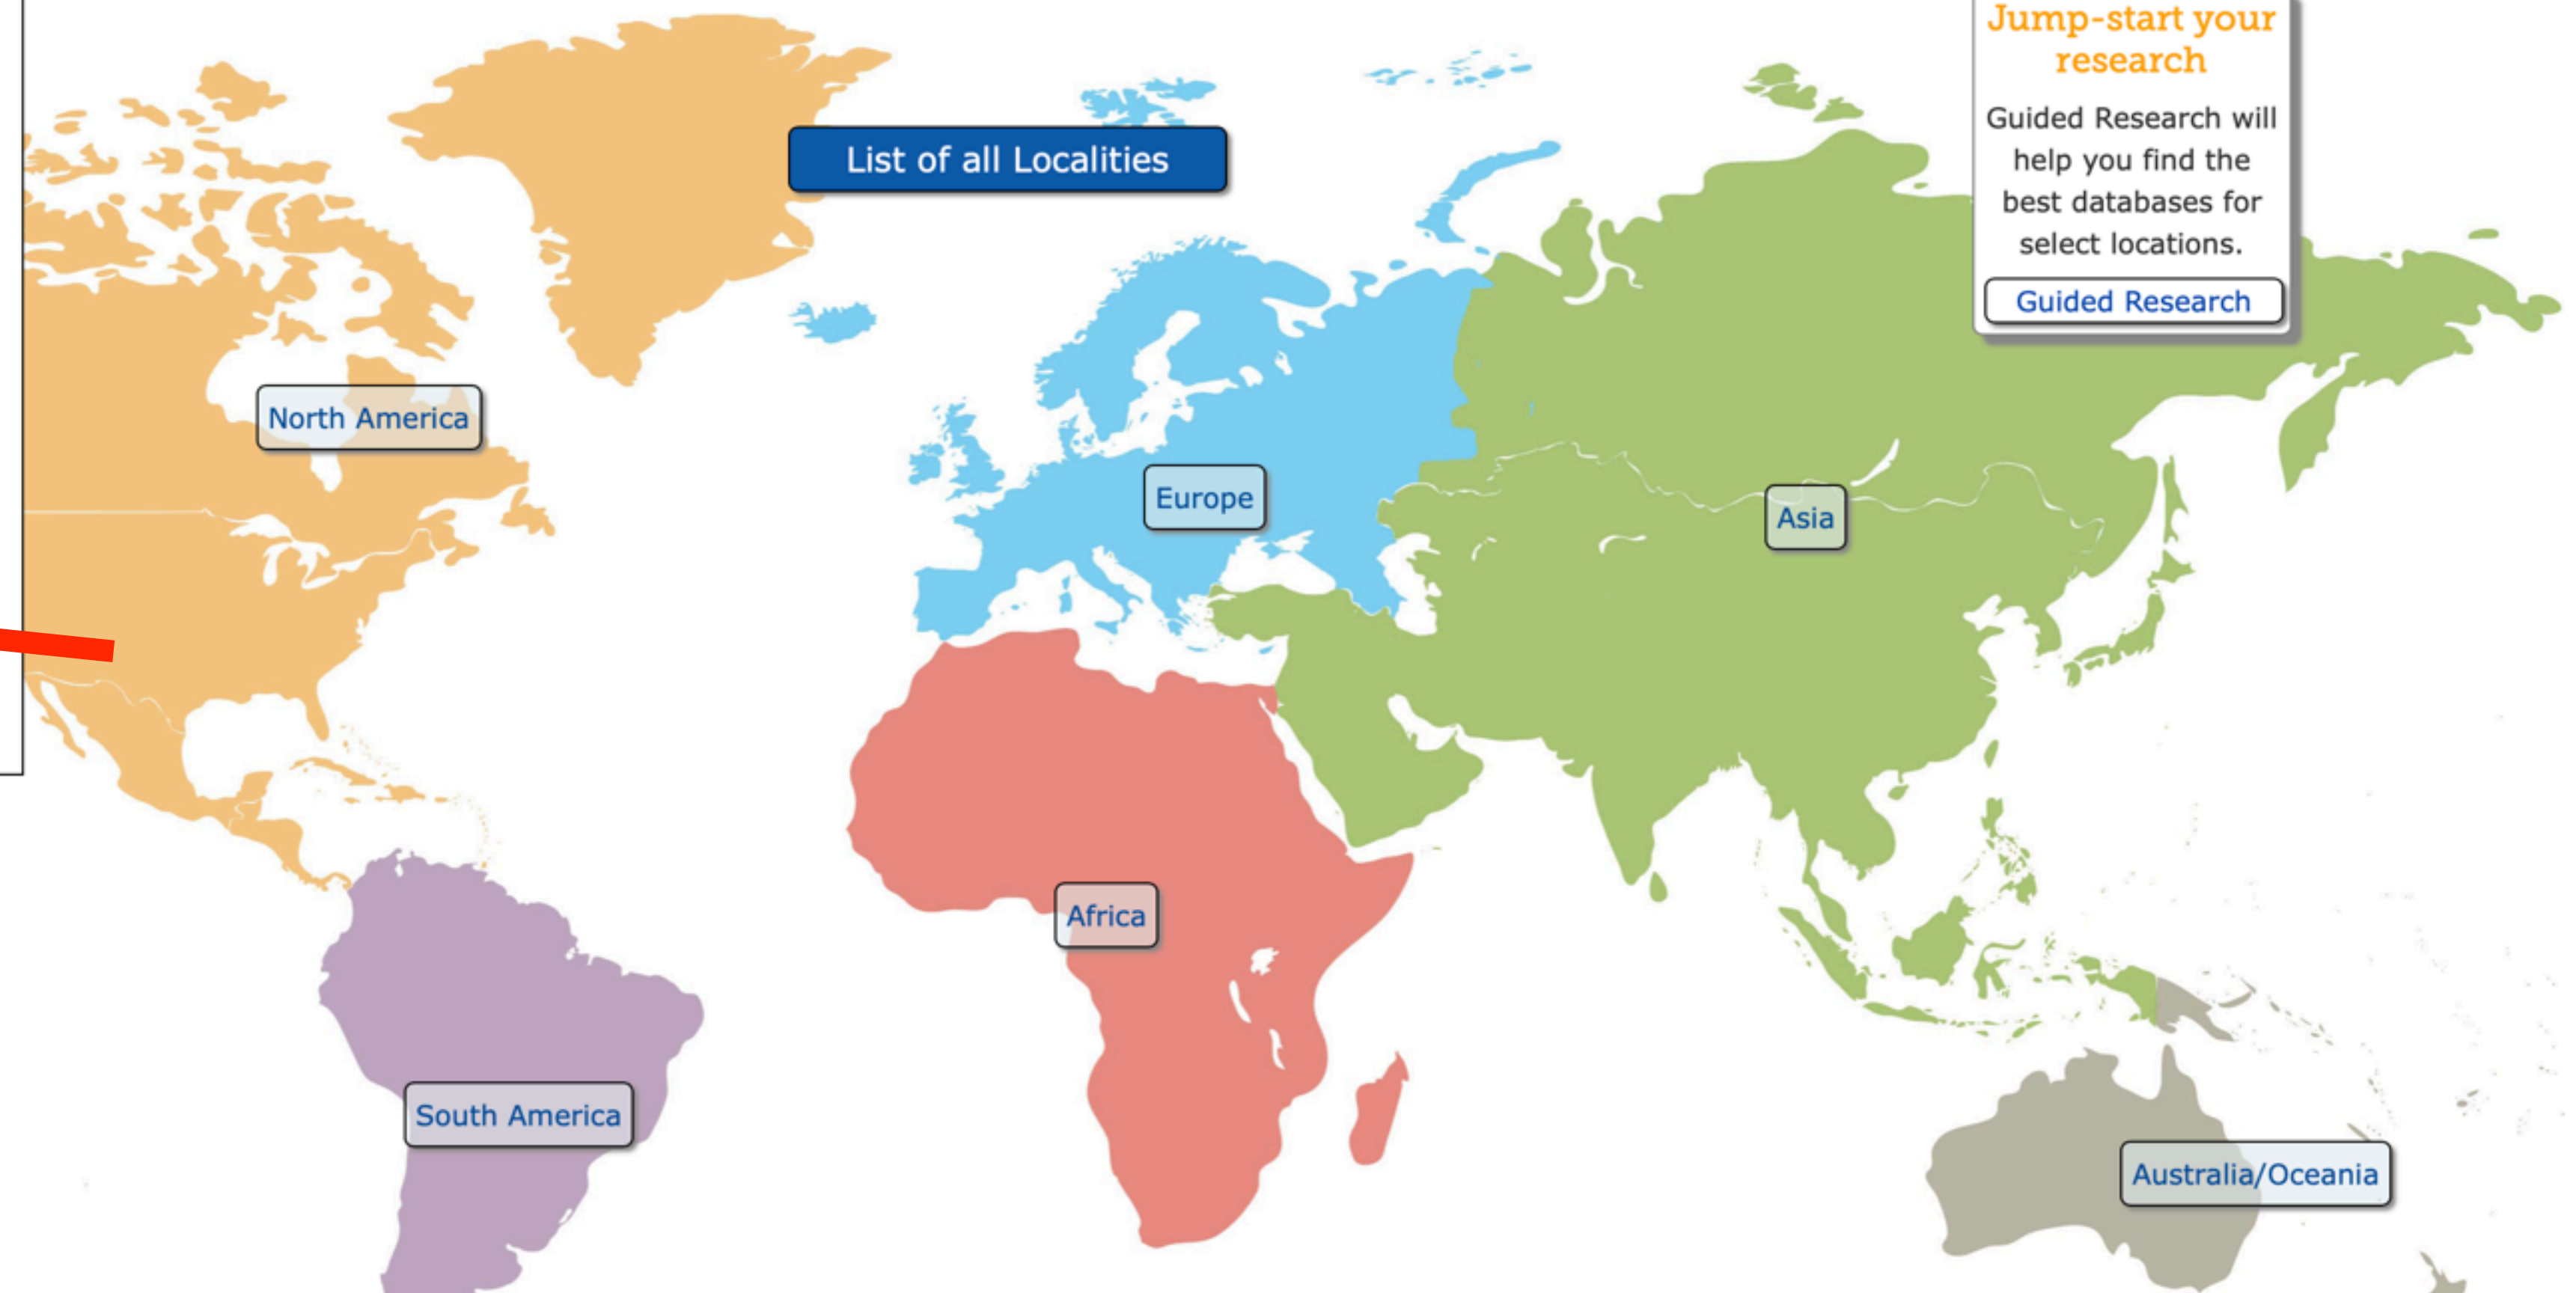 Jump-start your
research
Guided Research will
help you find the
best databases for
select locations.
Guided Research
List of all Localities
North America
Europe
Asia
Africa
South America
Australia/Oceania